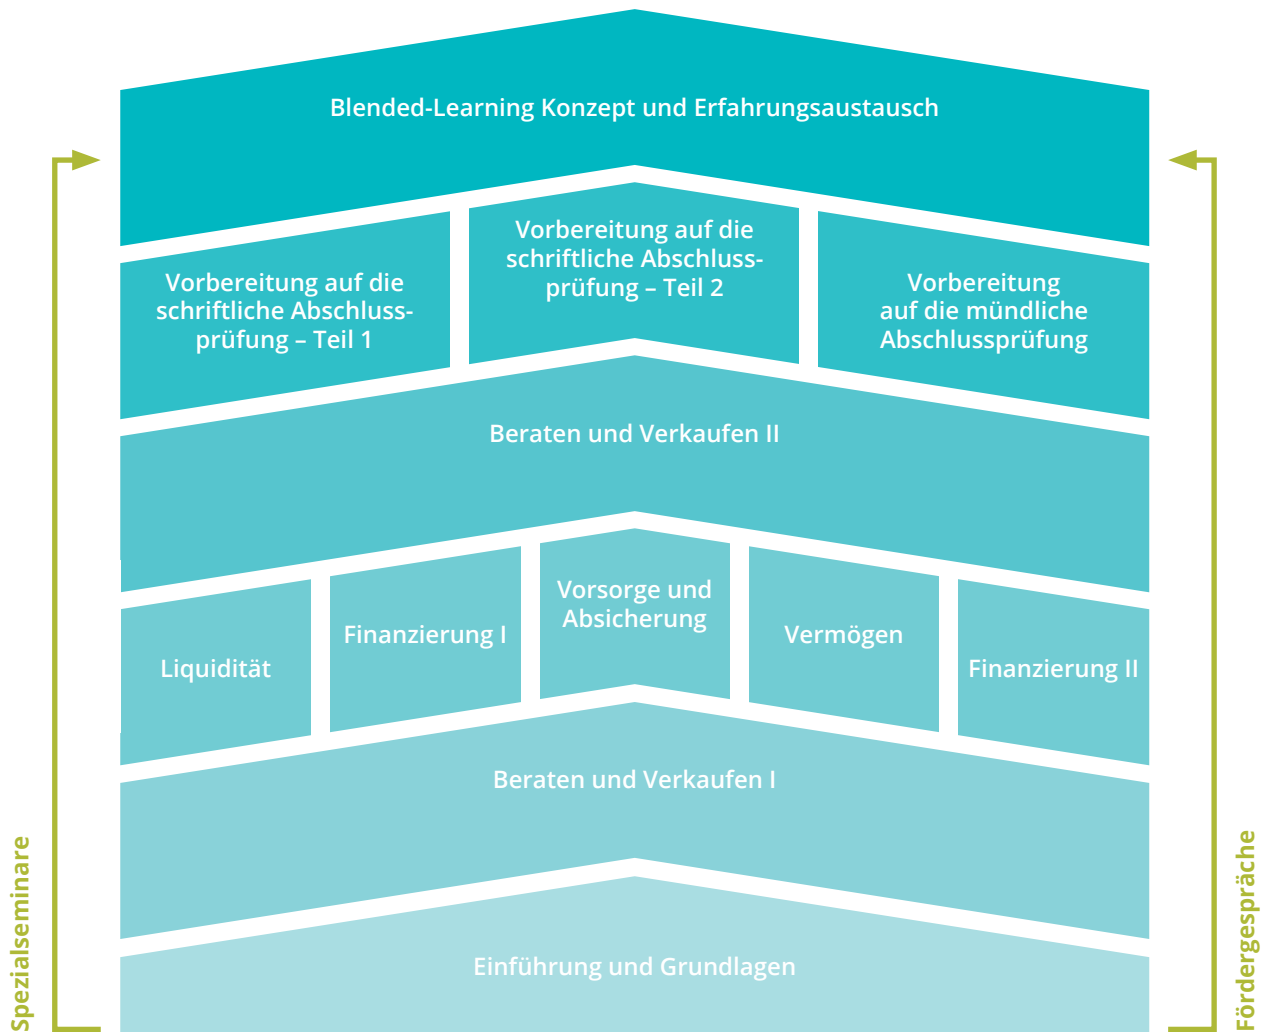 Blended-Learning Konzept und Erfahrungsaustausch
Vorbereitung auf die
schriftliche Abschluss-
prüfung – Teil 1
Vorbereitung auf die
schriftliche Abschluss-
prüfung – Teil 2
Vorbereitung
auf die mündliche
Abschlussprüfung
Beraten und Verkaufen II
Liquidität
Finanzierung I
Vorsorge und
Absicherung
Vermögen
Finanzierung II
Beraten und Verkaufen I
Einführung und Grundlagen
Spezialseminare
Fördergespräche